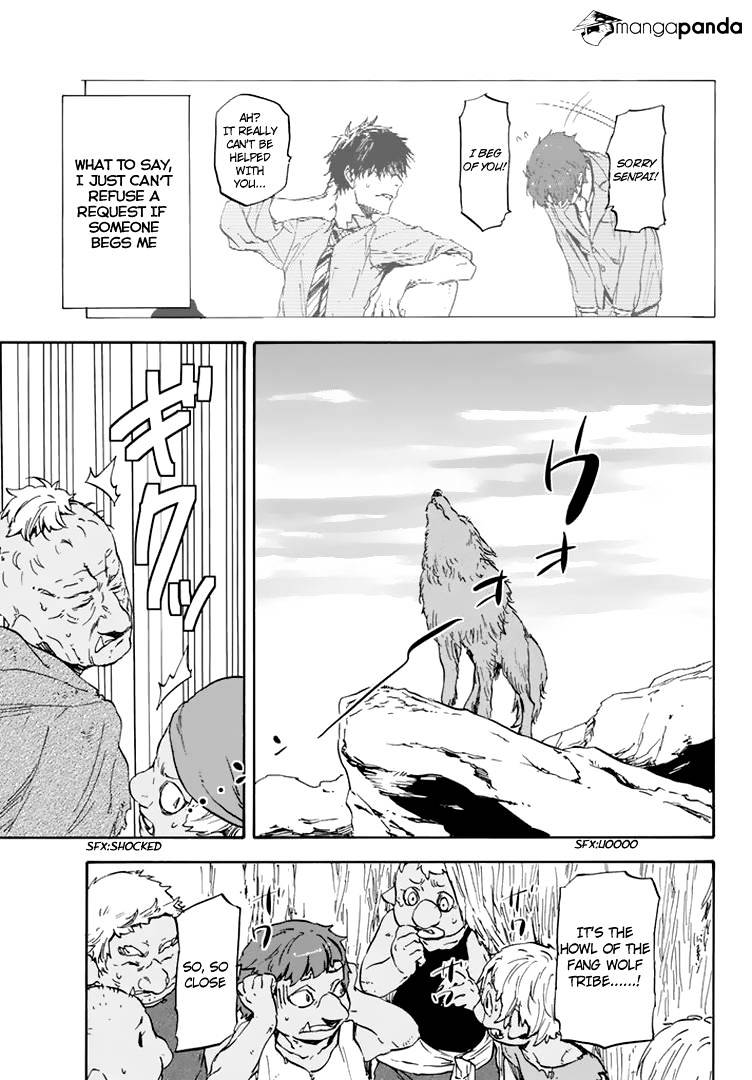 mangapanda
SORRY
SENPAI!
I BEG
OF YOU!
AH?
IT REALLY
CAN'T BE
HELPED
WITH
YOU...
WHAT TO SAY,
I JUST CAN'T
REFUSE A
REQUEST IF
SOMEONE
BEGS ME
ウォォーン
SFX:UOOOO
ギクッ
SFX:SHOCKED
IT'S THE
HOWL OF THE
FANG WOLF
TRIBE......!
SO, SO
CLOSE